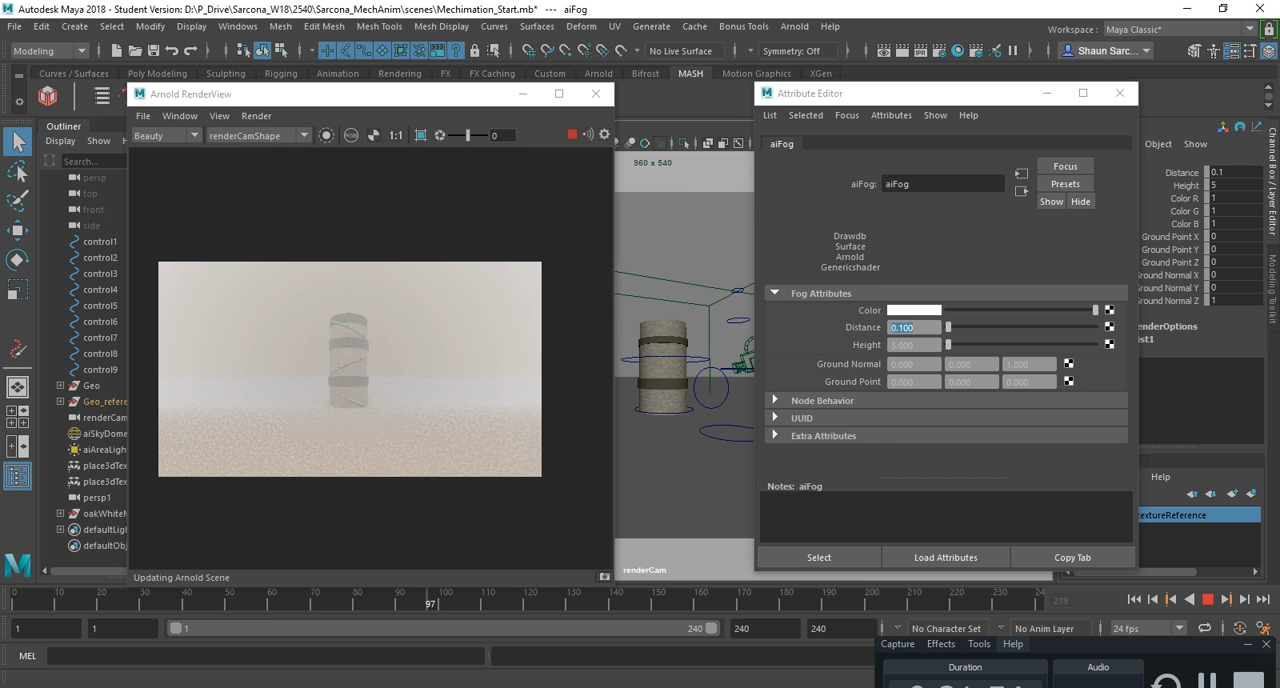 Autodesk Maya 2018 - Student Version: D:\P_Drive\Sarcona_W18\2540\Sarcona_MechAnim\scenes\Mechimation_Start.mb* --- aiFog
File Edit Create Select Modify Display Windows Mesh Edit Mesh Mesh Tools Mesh Display Curves Surfaces Deform UV Generate Cache Toon Bonus Tools Arnold Help
Workspace : Maya Classic*
Modeling
No Live Surface
Symmetry: Off
Shaun Sarc...
Curves / Surfaces Poly Modeling Sculpting Rigging Animation Rendering FX FX Caching Custom Arnold Bifrost MASH Motion Graphics XGen
Outliner
Display Show
Search...
persp
top
front
side
control1
control2
control3
control4
control5
control6
control7
control8
control9
Geo
Geo_refere
renderCam
aiSkyDome
aiAreaLigh
place3dTex
place3dTex
persp1
oakWhiteN
defaultLigh
defaultObj
Arnold RenderView
File Window View Render
Beauty
renderCamShape
1:1
0
Updating Arnold Scene
960 x 540
renderCam
Attribute Editor
List Selected Focus Attributes Show Help
aiFog
aiFog: aiFog
Focus
Presets
Show Hide
Drawdb
Surface
Arnold
Genericshader
Fog Attributes
Color
Distance 0.100
Height 5.000
Ground Normal 0.000 0.000 1.000
Ground Point 0.000 0.000 0.000
Node Behavior
UUID
Extra Attributes
Notes: aiFog
Select Load Attributes Copy Tab
Object Show
Distance 0.1
Height 5
Color R 1
Color G 1
Color B 1
Ground Point X 0
Ground Point Y 0
Ground Point Z 0
round Normal X 0
round Normal Y 0
round Normal Z 1
enderOptions
ist1
Help
extureReference
Channel Box / Layer Editor
Modeling Toolkit
0 10 20 30 40 50 60 70 80 90 97 100 110 120 130 140 150 160 170 180 190 200 210 220 230 24
219
1 1 1 240 240 240
No Character Set
No Anim Layer
24 fps
MEL
Capture Effects Tools Help
Duration
Audio